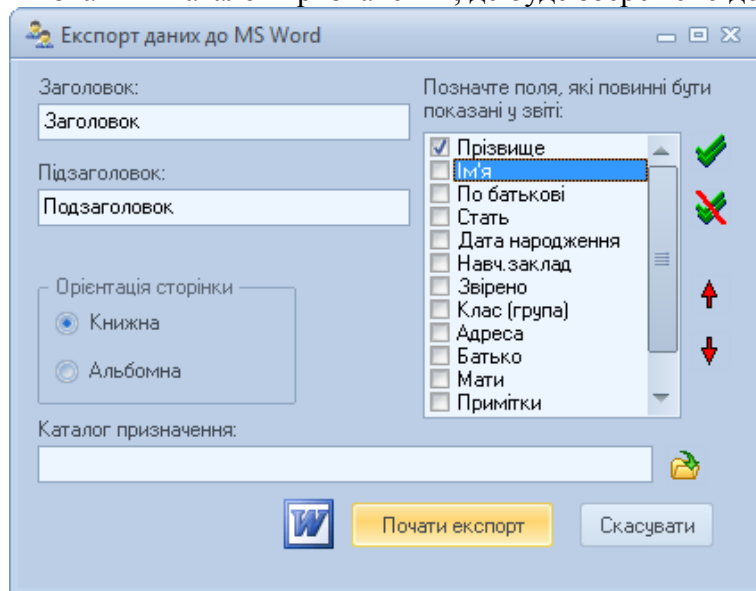 Експорт даних до MS Word
Заголовок:
Заголовок
Підзаголовок:
Подзаголовок
Орієнтація сторінки
Книжна
Альбомна
Позначте поля, які повинні бути
показані у звіті:
Прізвище
Ім'я
По батькові
Стать
Дата народження
Навч.заклад
Звірено
Клас (група)
Адреса
Батько
Мати
Примітки
Каталог призначення:
W
Почати експорт
Скасувати